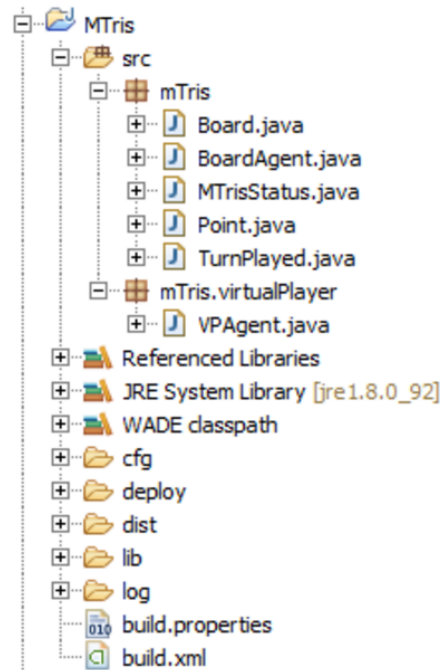 MTris
src
mTris
Board.java
BoardAgent.java
MTrisStatus.java
Point.java
TurnPlayed.java
mTris.virtualPlayer
VPAgent.java
Referenced Libraries
JRE System Library [jre1.8.0_92]
WADE classpath
cfg
deploy
dist
lib
log
build.properties
build.xml